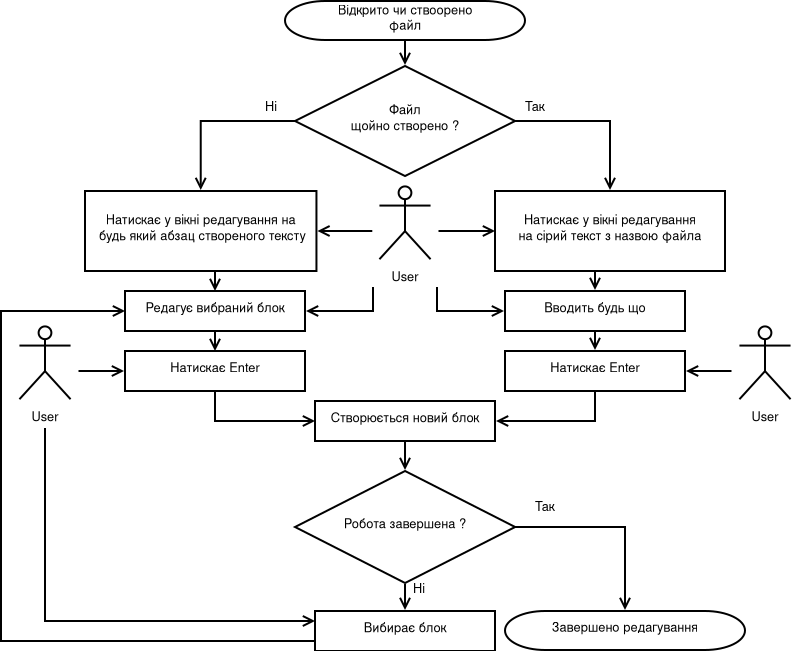 Відкрито чи ствоорено
файл
Файл
щойно створено ?
Ні
Так
Натискає у вікні редагування на
будь який абзац створеного тексту
Натискає у вікні редагування
на сірий текст з назвою файла
User
Редагує вибраний блок
Вводить будь що
Натискає Enter
Натискає Enter
User
User
Створюється новий блок
Робота завершена ?
Так
Ні
Вибирає блок
Завершено редагування